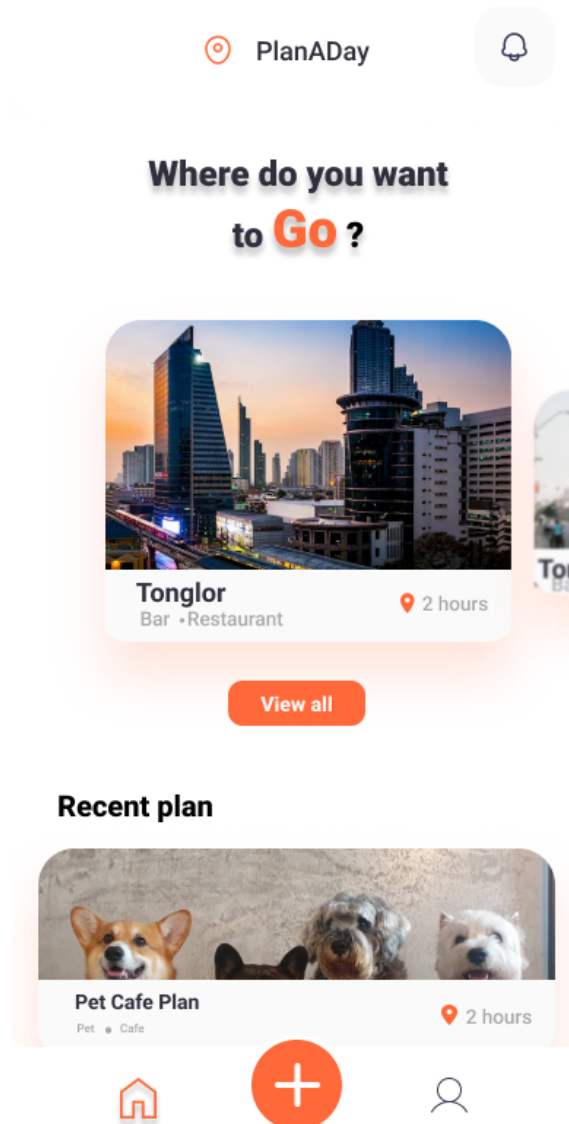 PlanADay
Where do you want
to Go ?
Tonglor
Bar •Restaurant
2 hours
View all
Recent plan
Pet Cafe Plan
Pet • Cafe
2 hours